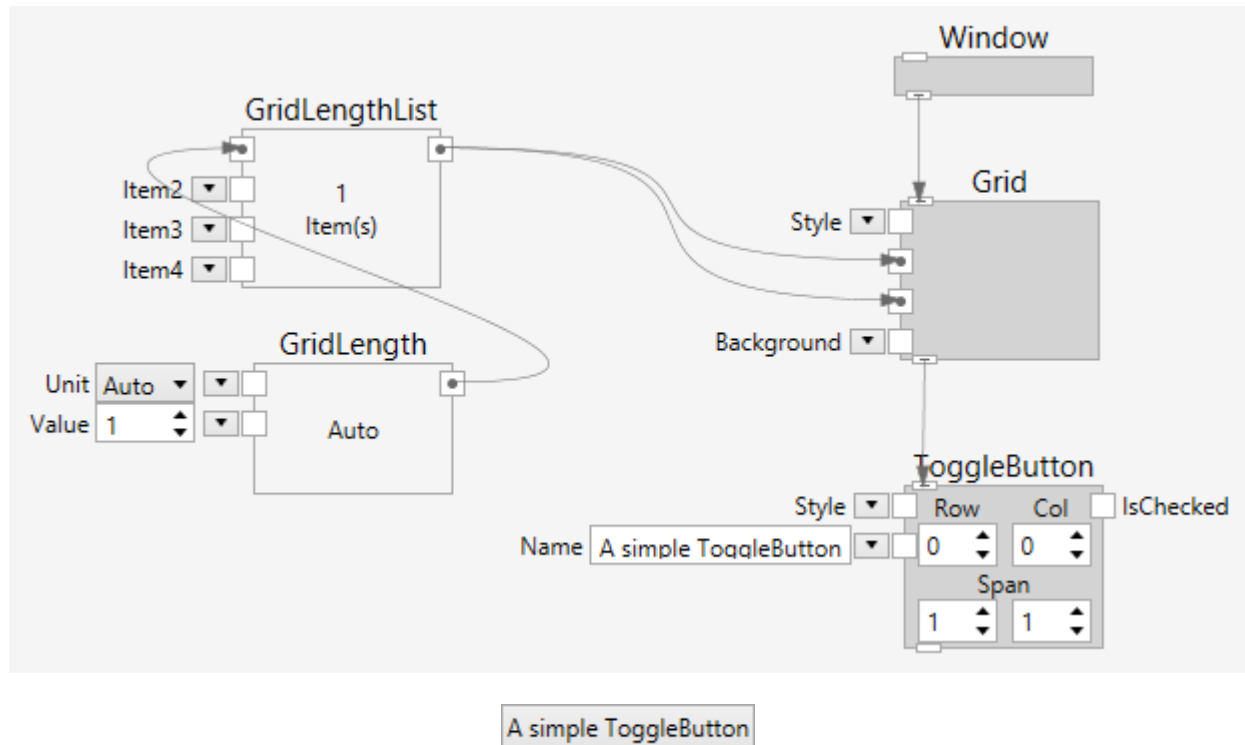 Window
GridLengthList
Grid
Item2
1
Item(s)
Item3
Item4
Style
Background
GridLength
Unit Auto
Value 1
Auto
ToggleButton
Style
Row Col
IsChecked
Name A simple ToggleButton
0 0
Span
1 1
A simple ToggleButton